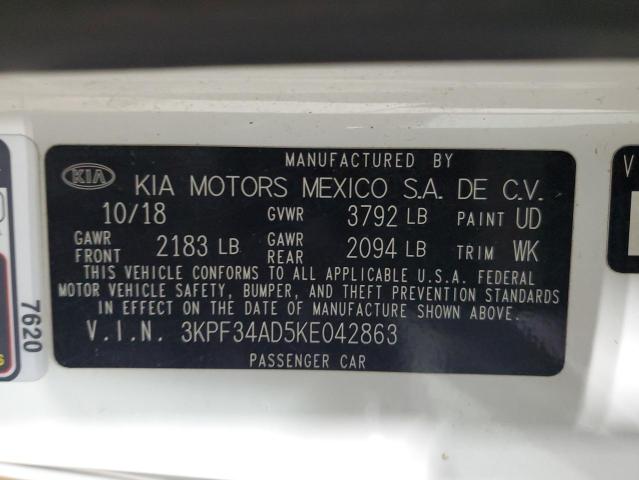 MANUFACTURED BY
KIA KIA MOTORS MEXICO S.A. DE C.V.
10/18 GVWR 3792 LB PAINT UD
GAWR FRONT 2183 LB GAWR REAR 2094 LB TRIM WK
THIS VEHICLE CONFORMS TO ALL APPLICABLE U.S.A. FEDERAL
MOTOR VEHICLE SAFETY, BUMPER, AND THEFT PREVENTION STANDARDS
IN EFFECT ON THE DATE OF MANUFACTURE SHOWN ABOVE.
V.I.N. 3KPF34AD5KE042863
PASSENGER CAR
7620
V